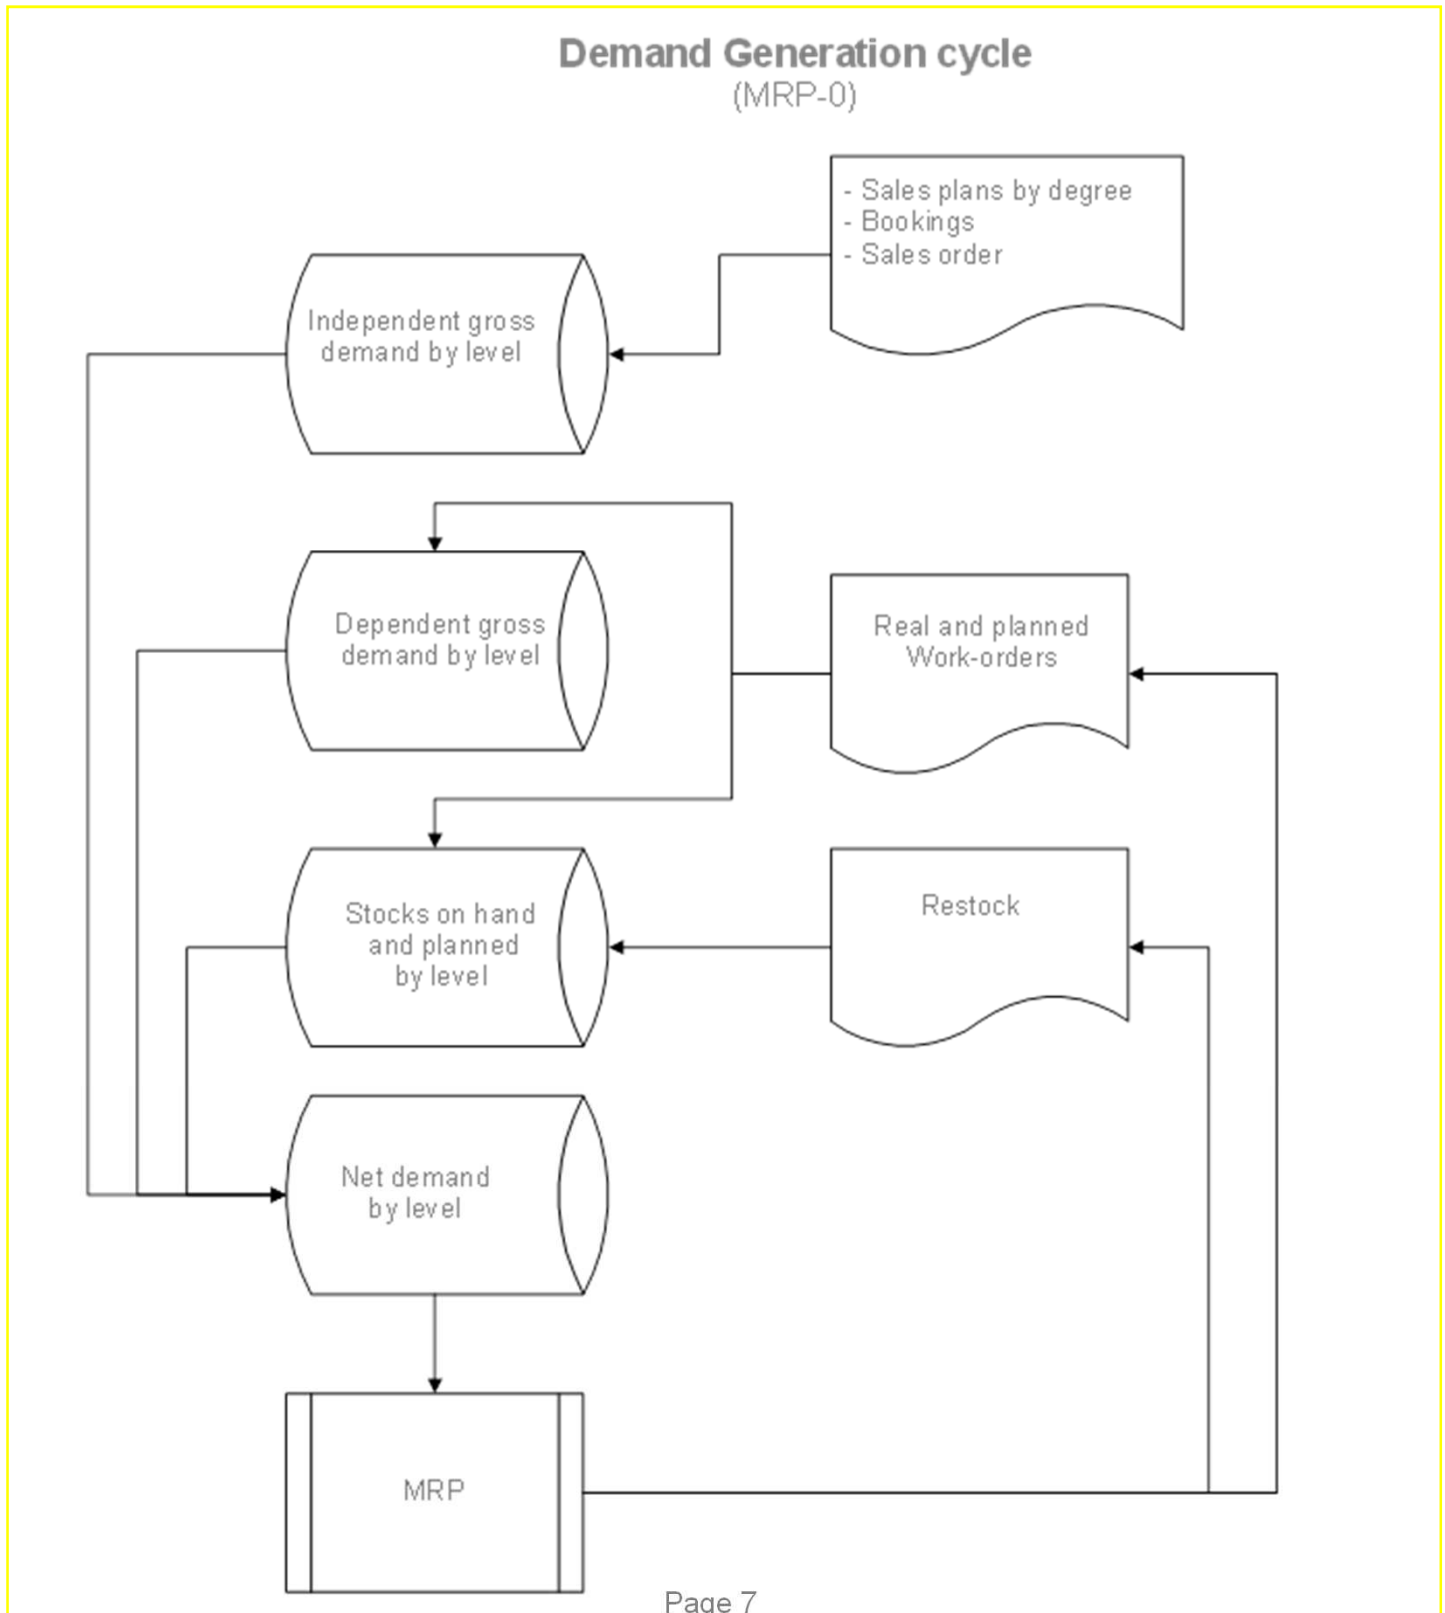 Demand Generation cycle
(MRP-0)
- Sales plans by degree
- Bookings
- Sales order
Independent gross
demand by level
Dependent gross
demand by level
Real and planned
Work-orders
Stocks on hand
and planned
by level
Restock
Net demand
by level
MRP
Page 7